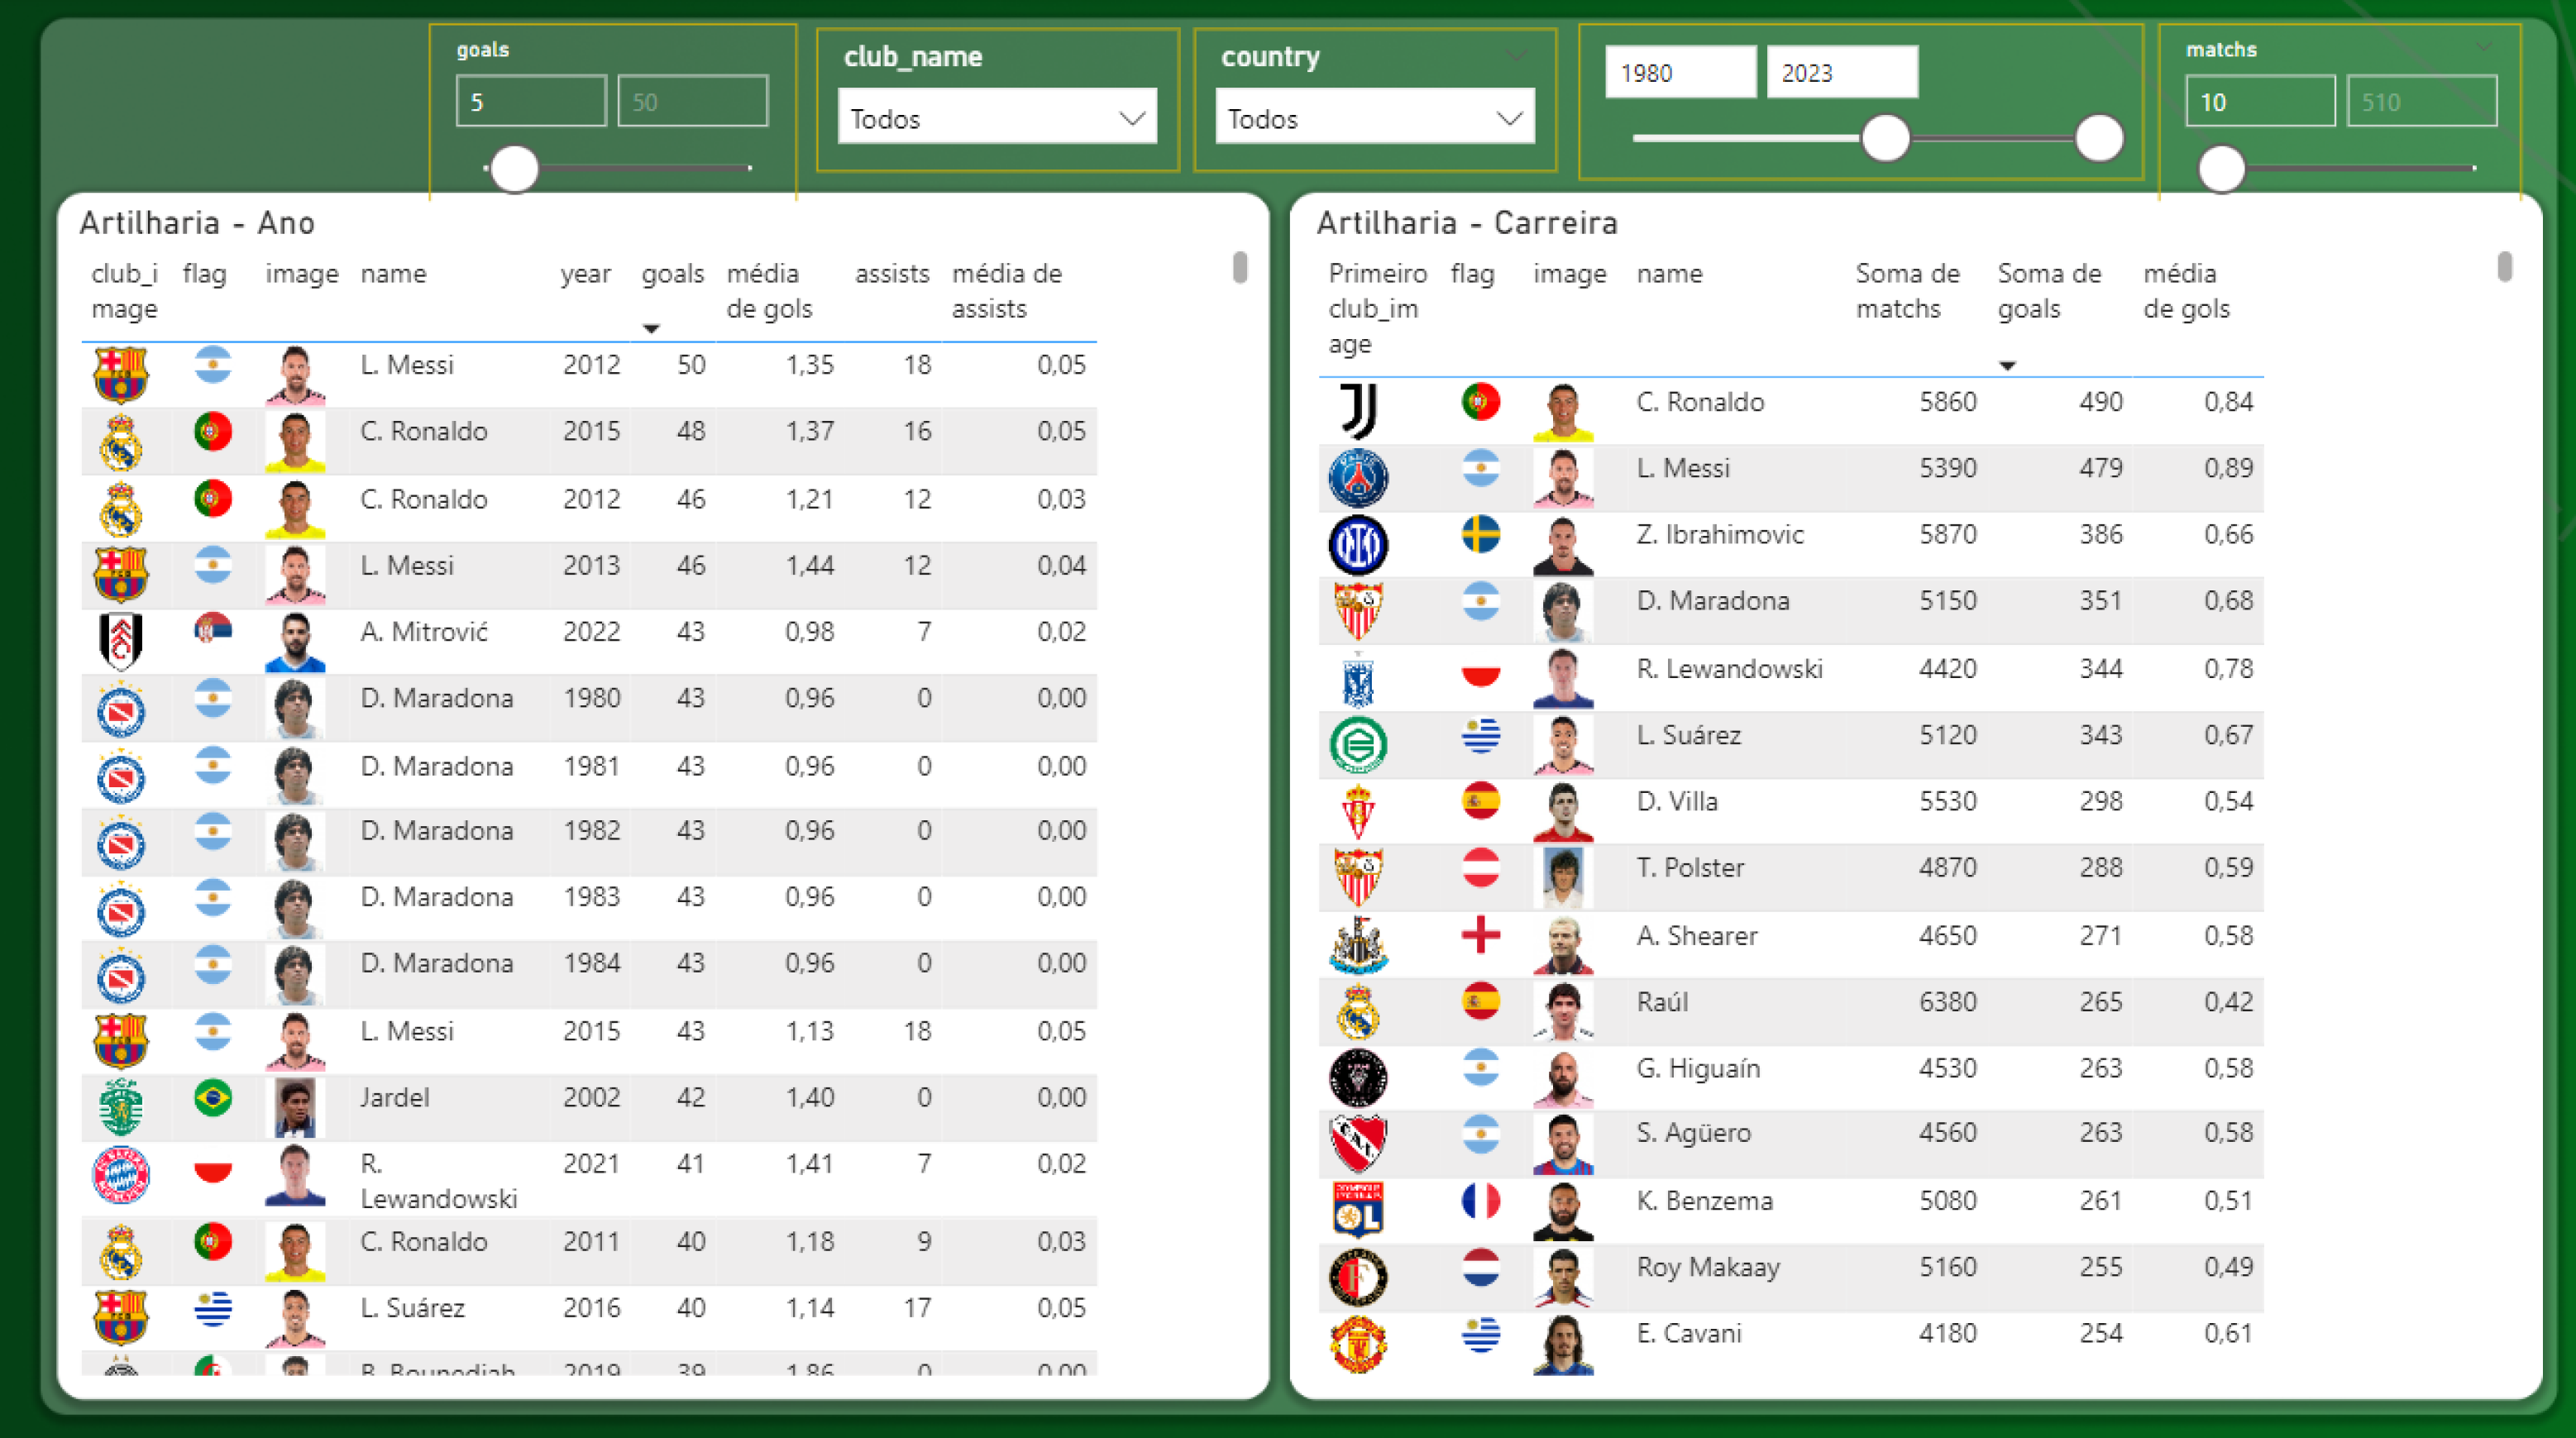 goals
5 50
club_name
Todos
country
Todos
1980 2023
matchs
10 510
Artilharia - Ano
club_i flag image name year goals média assists média de
mage de gols assists
L. Messi 2012 50 1,35 18 0,05
C. Ronaldo 2015 48 1,37 16 0,05
C. Ronaldo 2012 46 1,21 12 0,03
L. Messi 2013 46 1,44 12 0,04
A. Mitrović 2022 43 0,98 7 0,02
D. Maradona 1980 43 0,96 0 0,00
D. Maradona 1981 43 0,96 0 0,00
D. Maradona 1982 43 0,96 0 0,00
D. Maradona 1983 43 0,96 0 0,00
D. Maradona 1984 43 0,96 0 0,00
L. Messi 2015 43 1,13 18 0,05
Jardel 2002 42 1,40 0 0,00
R. 2021 41 1,41 7 0,02
Lewandowski
C. Ronaldo 2011 40 1,18 9 0,03
L. Suárez 2016 40 1,14 17 0,05
B. Bounedjah 2019 39 1,86 0 0,00
Artilharia - Carreira
Primeiro flag image name Soma de Soma de média
club_im matchs goals de gols
age
C. Ronaldo 5860 490 0,84
L. Messi 5390 479 0,89
Z. Ibrahimovic 5870 386 0,66
D. Maradona 5150 351 0,68
R. Lewandowski 4420 344 0,78
L. Suárez 5120 343 0,67
D. Villa 5530 298 0,54
T. Polster 4870 288 0,59
A. Shearer 4650 271 0,58
Raúl 6380 265 0,42
G. Higuaín 4530 263 0,58
S. Agüero 4560 263 0,58
K. Benzema 5080 261 0,51
Roy Makaay 5160 255 0,49
E. Cavani 4180 254 0,61